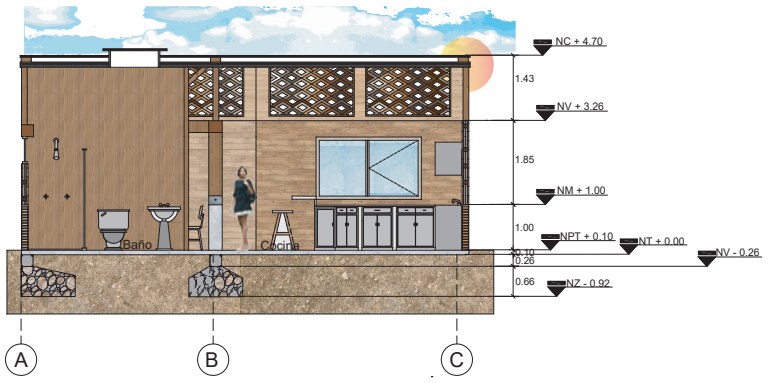 NC + 4.70
1.43
NV + 3.26
1.85
NM + 1.00
1.00
NPT + 0.10
NT + 0.00
0.10
NV - 0.26
0.26
0.66
NZ - 0.92
Baño
Cocina
A
B
C